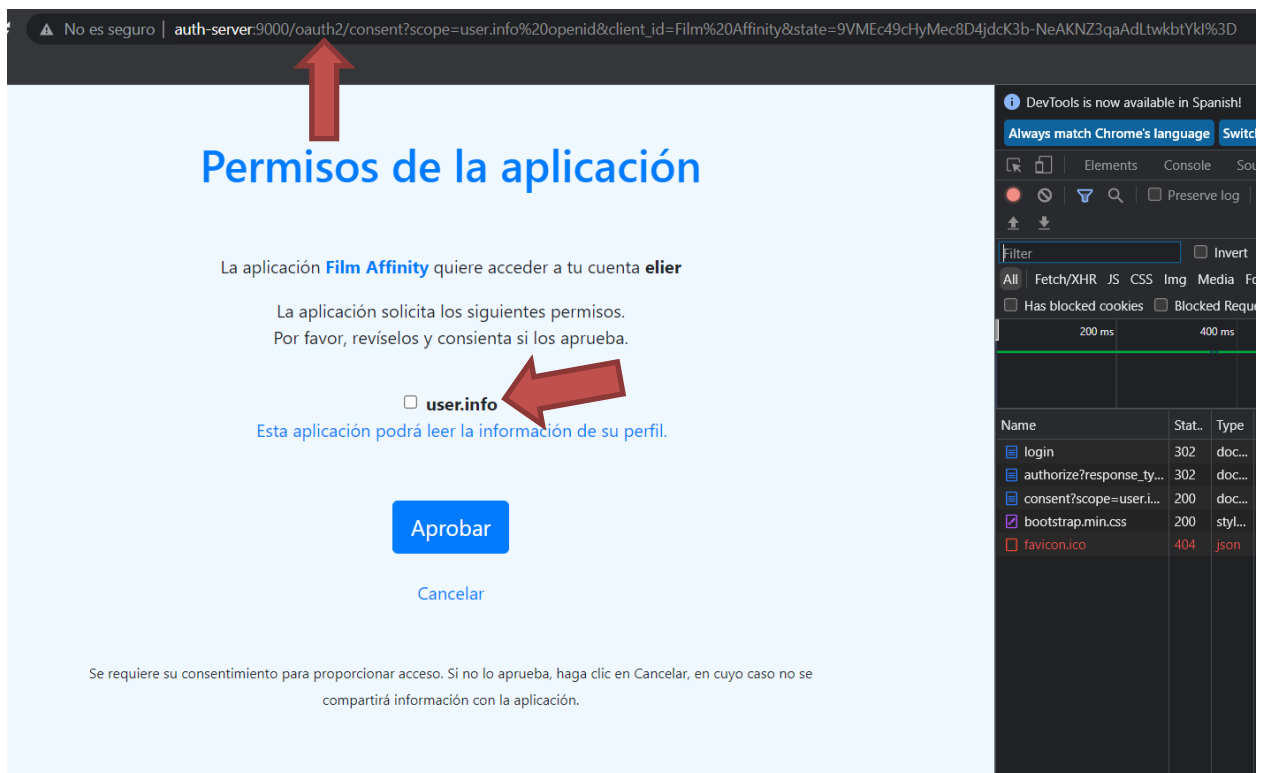 No es seguro | auth-server:9000/oauth2/consent?scope=user.info%20openid&client_id=Film%20Affinity&state=9VMEc49cHyMec8D4jdcK3b-NeAKNZ3qaAdLtwkbtYkI%3D
Permisos de la aplicación
La aplicación Film Affinity quiere acceder a tu cuenta elier
La aplicación solicita los siguientes permisos.
Por favor, revíselos y consienta si los aprueba.
user.info
Esta aplicación podrá leer la información de su perfil.
Aprobar
Cancelar
Se requiere su consentimiento para proporcionar acceso. Si no lo aprueba, haga clic en Cancelar, en cuyo caso no se
compartirá información con la aplicación.
DevTools is now available in Spanish!
Always match Chrome's language Switc
Elements Console Sou
Preserve log
Filter Invert
All Fetch/XHR JS CSS Img Media Fo
Has blocked cookies Blocked Reque
200 ms 400 ms
Name Stat.. Type
login 302 doc...
authorize?response_ty... 302 doc...
consent?scope=user.i... 200 doc...
bootstrap.min.css 200 styl...
favicon.ico 404 json